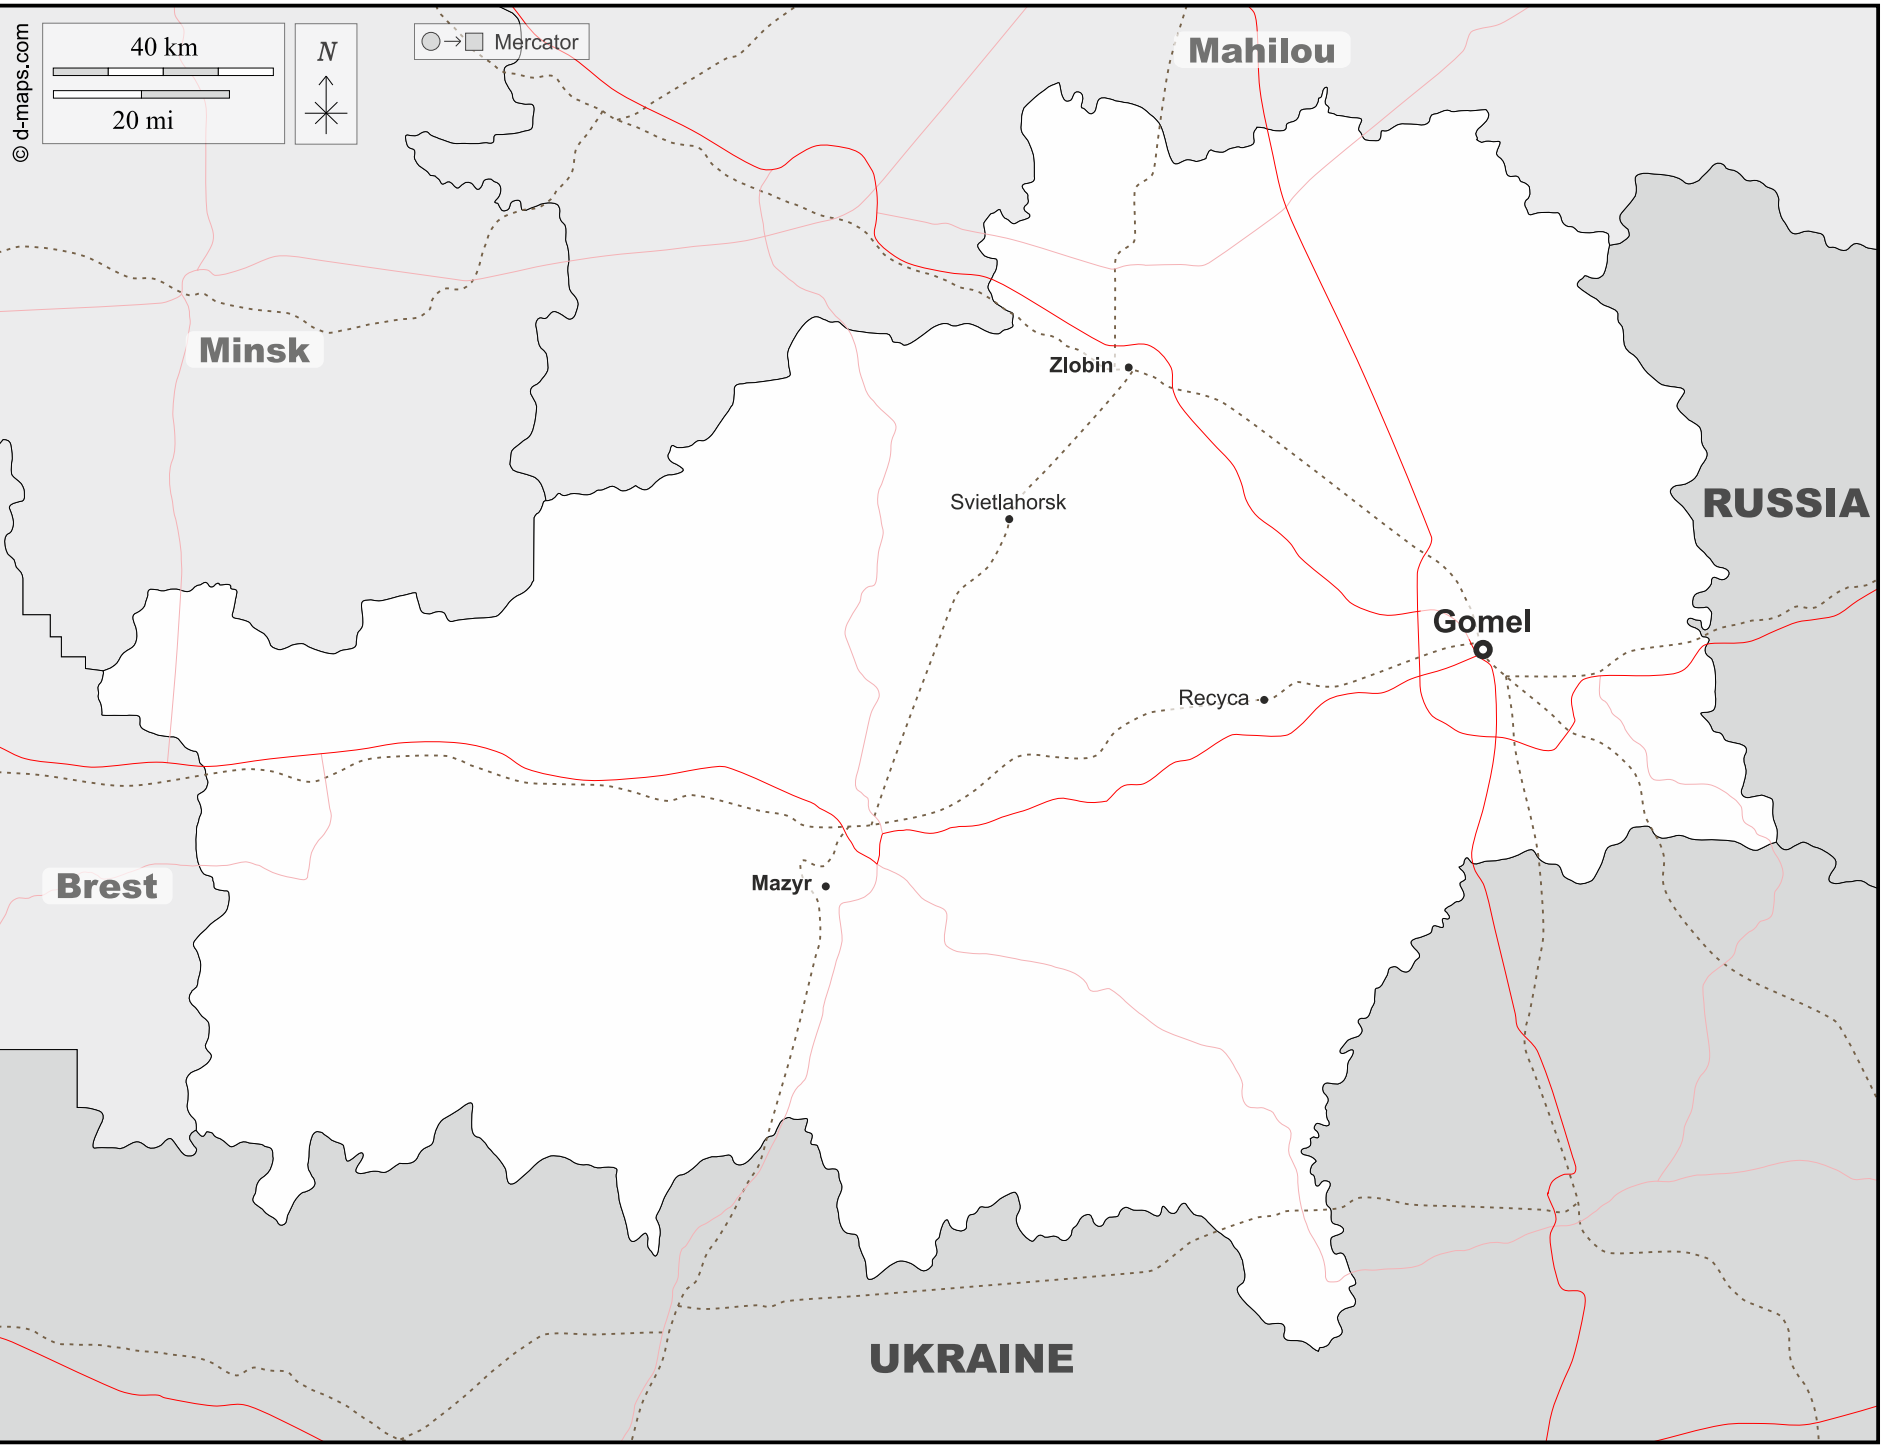 © d-maps.com
40 km
20 mi
N
Mercator
Mahilou
Minsk
Zlobin
Svietlahorsk
RUSSIA
Gomel
Recyca
Brest
Mazyr
UKRAINE